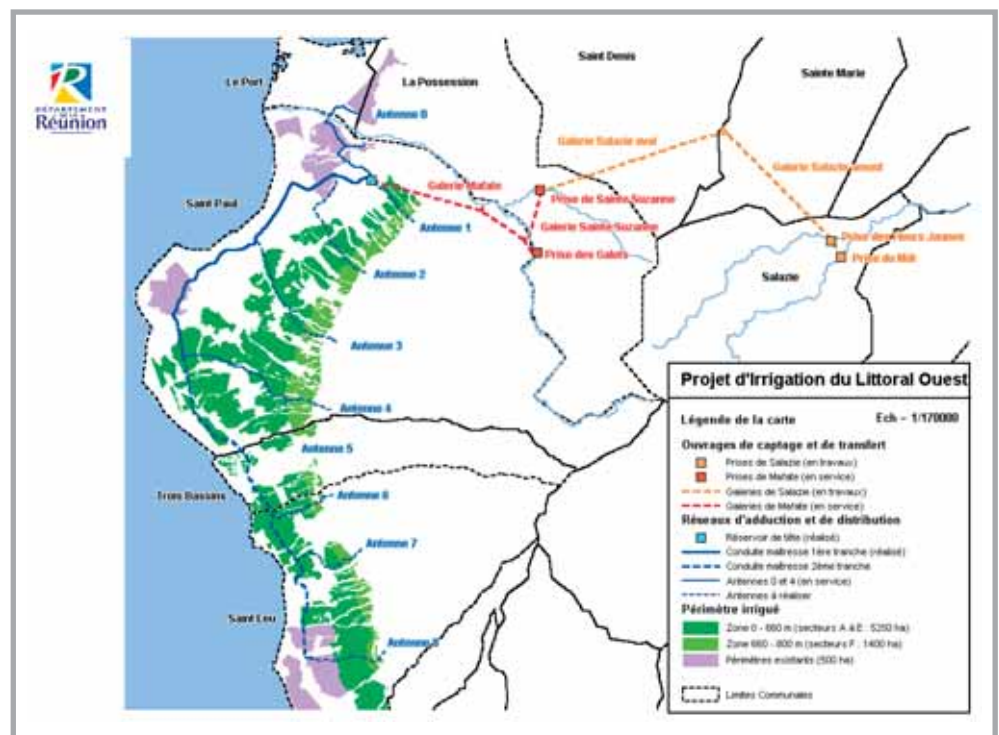 DÉPARTEMENT
DE LA
Réunion
Le Port
La Possession
Saint Denis
Sainte Marie
Antenne 0
Galerie Salazie aval
Galerie Salazie amont
Galerie Mafate
Saint Paul
Prise de Sainte Suzanne
Antenne 1
Galerie Sainte Suzanne
Prise des Galets
Prise des Fleurs Jaunes
Prise du Mât
Antenne 2
Salazie
Antenne 3
Antenne 4
Antenne 5
Trois Bassins
Antenne 6
Antenne 7
Saint Leu
Antenne
Projet d'Irrigation du Littoral Ouest
Légende de la carte
Ech - 1/170000
Ouvrages de captage et de transfert
Prises de Salazie (en travaux)
Prises de Mafate (en service)
Galeries de Salazie (en travaux)
Galeries de Mafate (en service)
Réseaux d'adduction et de distribution
Réservoir de tête (réalisé)
Conduite maîtresse 1ère tranche (réalisé)
Conduite maîtresse 2ème tranche
Antennes 0 et 4 (en service)
Antennes à réaliser
Périmètre irrigué
Zone 0 - 660 m (secteurs A à E : 5250 ha)
Zone 660 - 800 m (secteurs F : 1400 ha)
Périmètres existants (500 ha)
Limites Communales